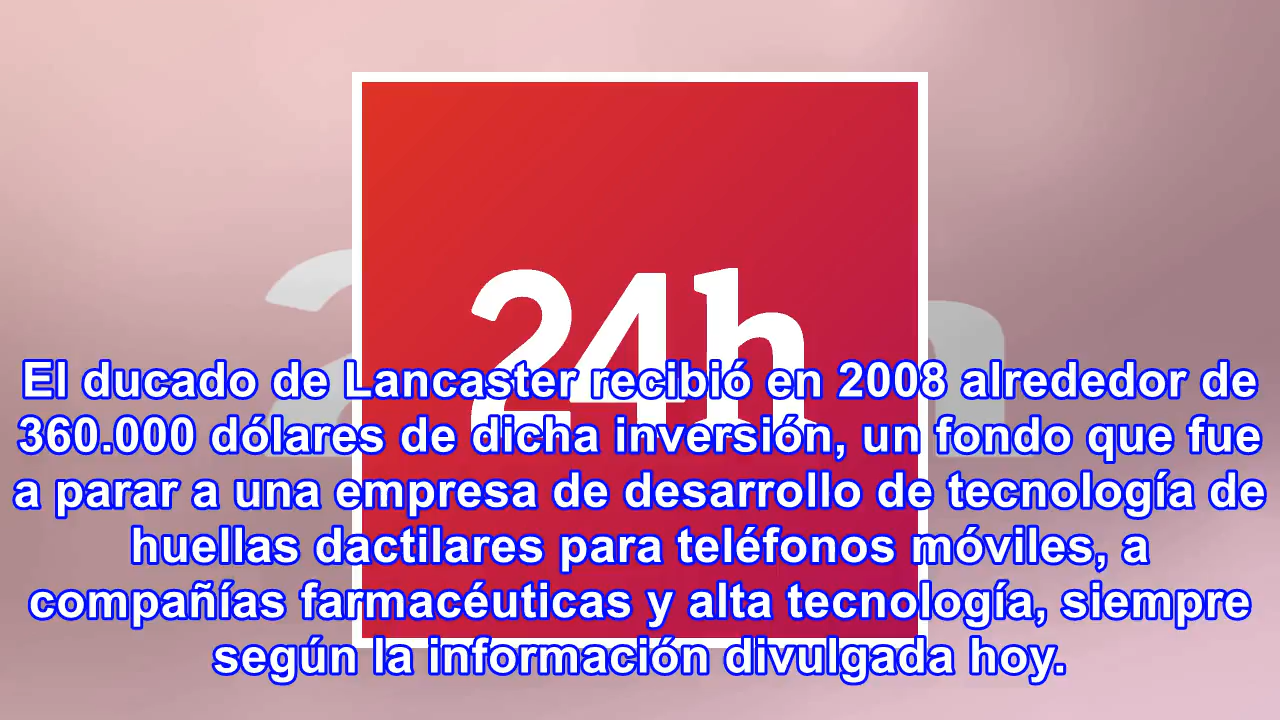 24h
El ducado de Lancaster recibió en 2008 alrededor de
360.000 dólares de dicha inversión, un fondo que fue
a parar a una empresa de desarrollo de tecnología de
huellas dactilares para teléfonos móviles, a
compañías farmacéuticas y alta tecnología, siempre
según la información divulgada hoy.